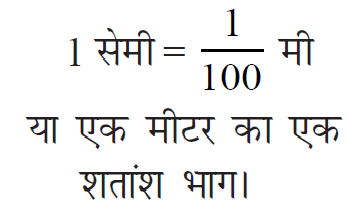 1 सेमी = 1/100 मी
या एक मीटर का एक
शतांश भाग।